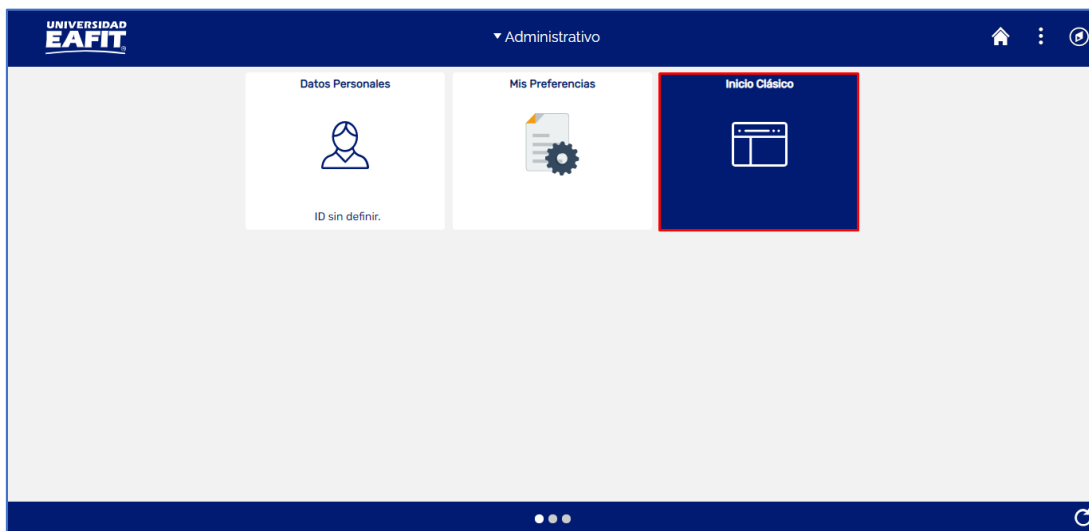 UNIVERSIDAD
EAFIT
Administrativo
Datos Personales
Mis Preferencias
Inicio Clásico
ID sin definir.